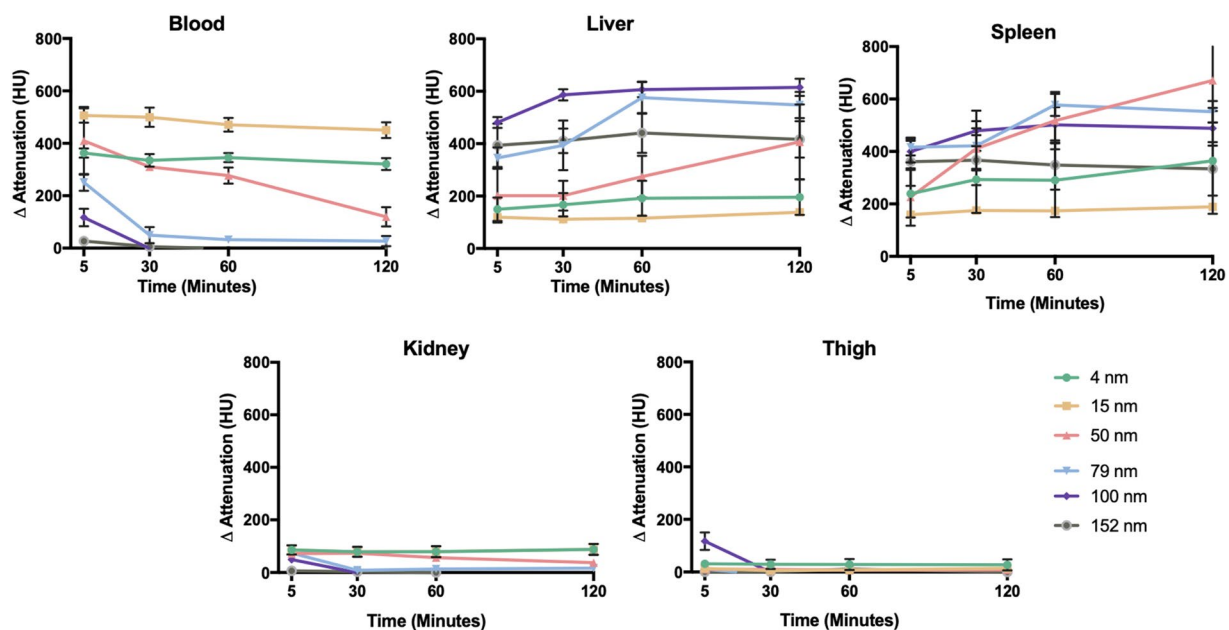 Blood
Δ Attenuation (HU)
800
600
400
200
0
5 30 60 120
Time (Minutes)
Liver
Δ Attenuation (HU)
800
600
400
200
0
5 30 60 120
Time (Minutes)
Spleen
Δ Attenuation (HU)
800
600
400
200
0
5 30 60 120
Time (Minutes)
Kidney
Δ Attenuation (HU)
800
600
400
200
0
5 30 60 120
Time (Minutes)
Thigh
Δ Attenuation (HU)
800
600
400
200
0
5 30 60 120
Time (Minutes)
4 nm
15 nm
50 nm
79 nm
100 nm
152 nm